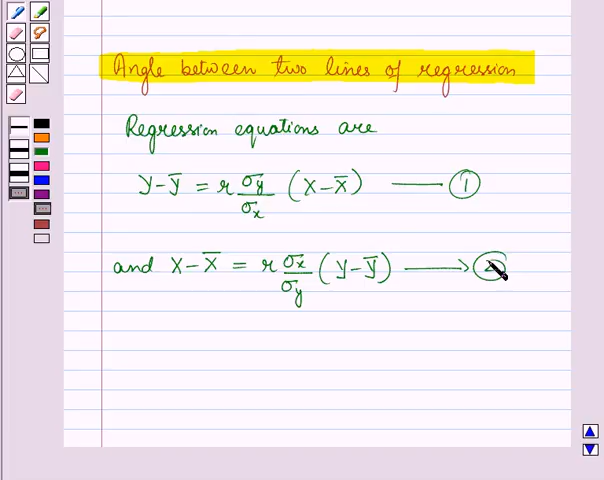 Angle between two lines of regression
Regression equations are
y - ȳ = r σy/σx (x - x̄) —— ①
and x - x̄ = r σx/σy (y - ȳ) ——> ②